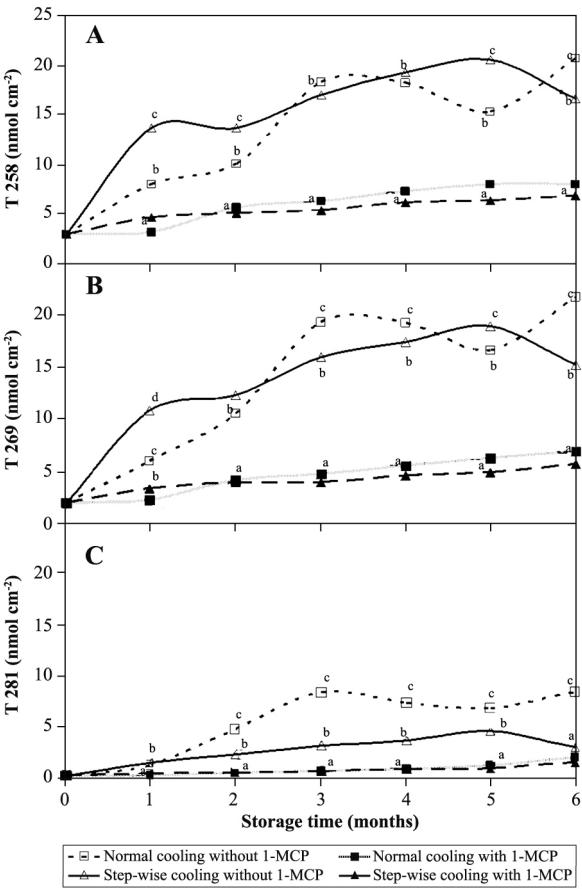 A
T 258 (nmol cm-2)
25
20
15
10
5
0
c
c
b
b
c
c
b
b
b
b
b
a
a
a
a
a
a
B
T 269 (nmol cm-2)
20
15
10
5
0
d
c
b
b
c
c
c
c
b
b
b
b
a
a
a
a
a
C
T 281 (nmol cm-2)
20
15
10
5
0
b
c
c
c
c
c
b
b
b
b
a
a
a
a
a
a
0 1 2 3 4 5 6
Storage time (months)
Normal cooling without 1-MCP Normal cooling with 1-MCP
Step-wise cooling without 1-MCP Step-wise cooling with 1-MCP